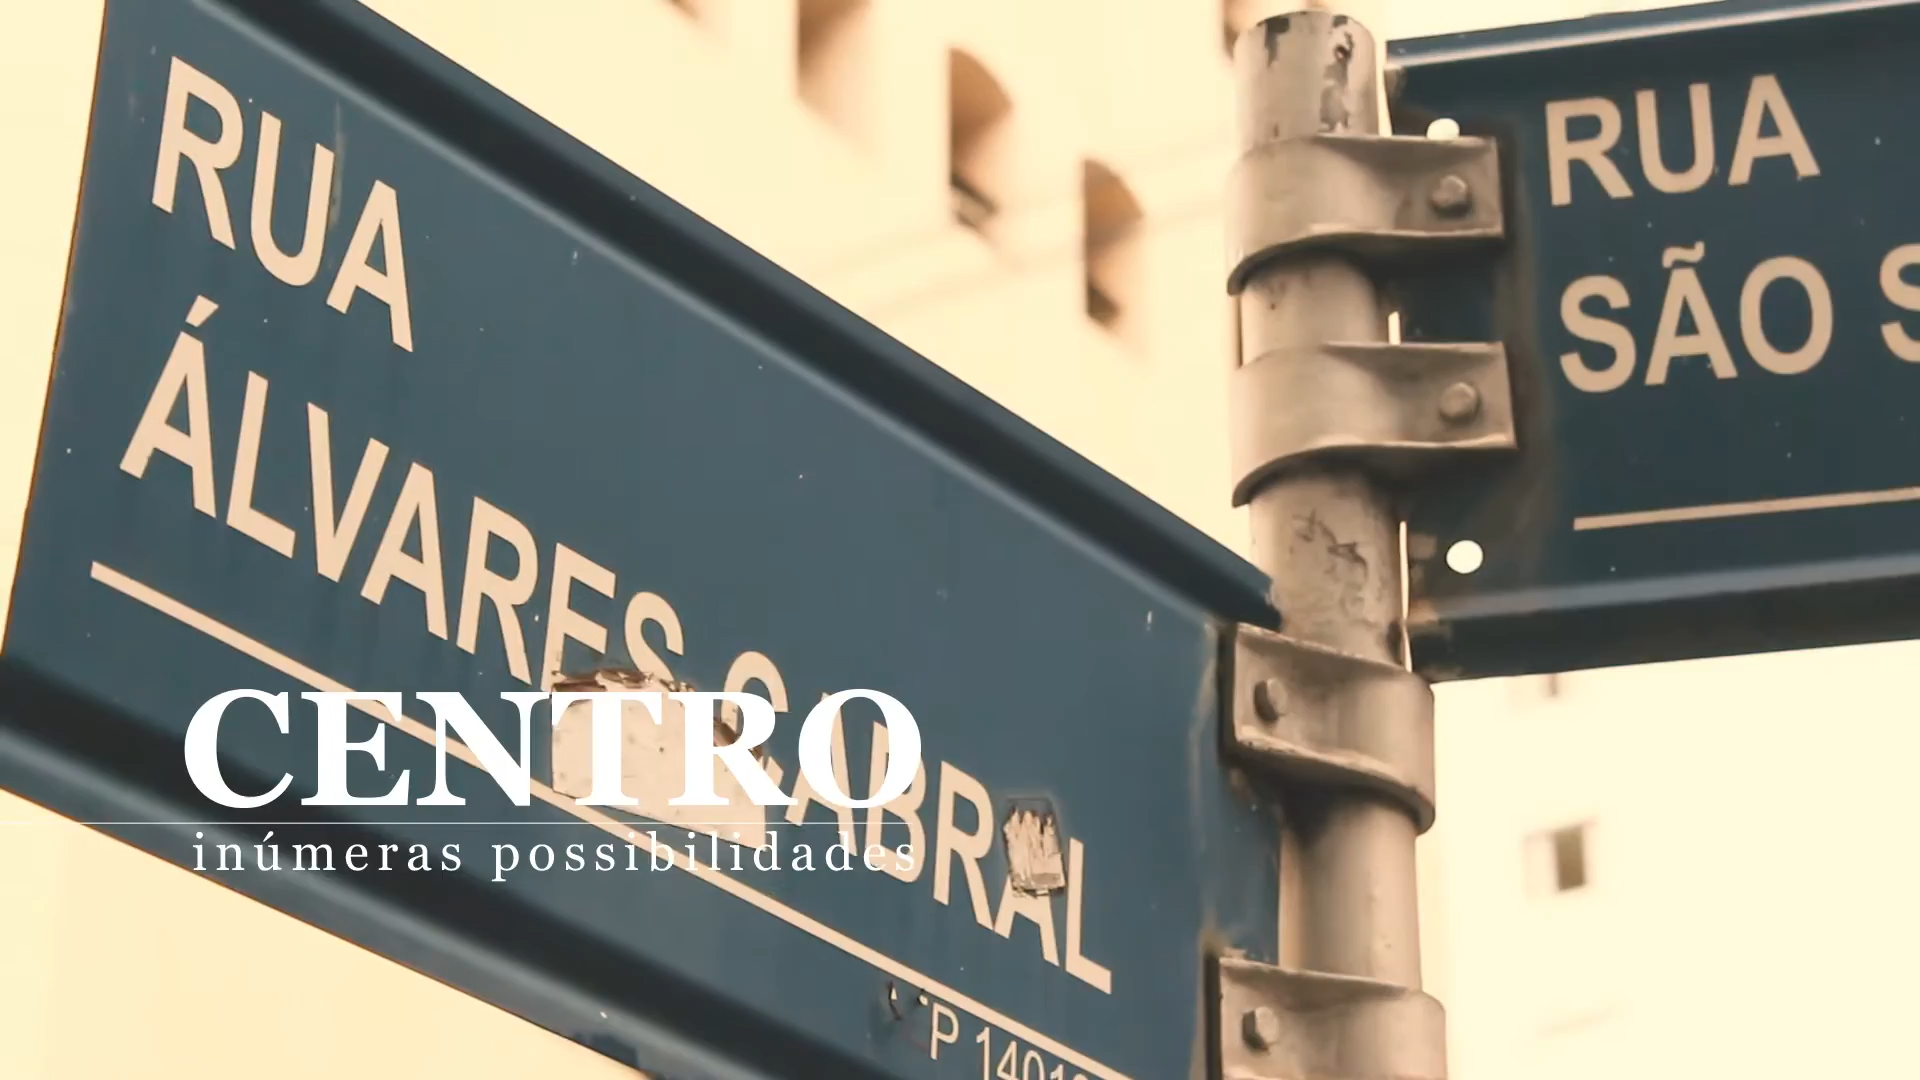 RUA
ÁLVARES CABRAL
RUA
SÃO
CENTRO
inúmeras possibilidades